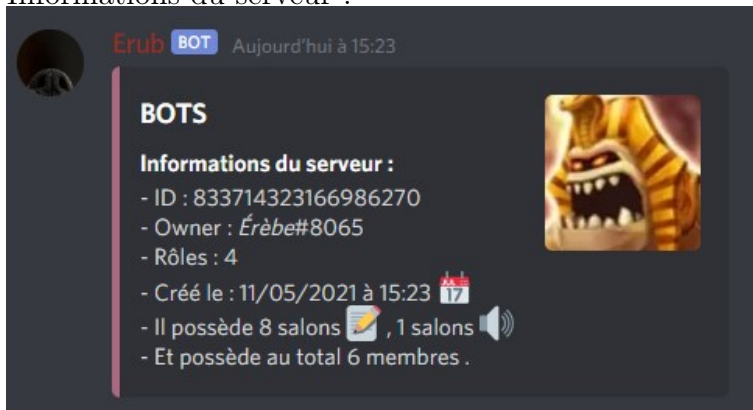 Informations du serveur :
Erub BOT Aujourd'hui à 15:23
BOTS
Informations du serveur :
- ID : 833714323166986270
- Owner : Érèbe#8065
- Rôles : 4
- Créé le : 11/05/2021 à 15:23
- Il possède 8 salons , 1 salons
- Et possède au total 6 membres .